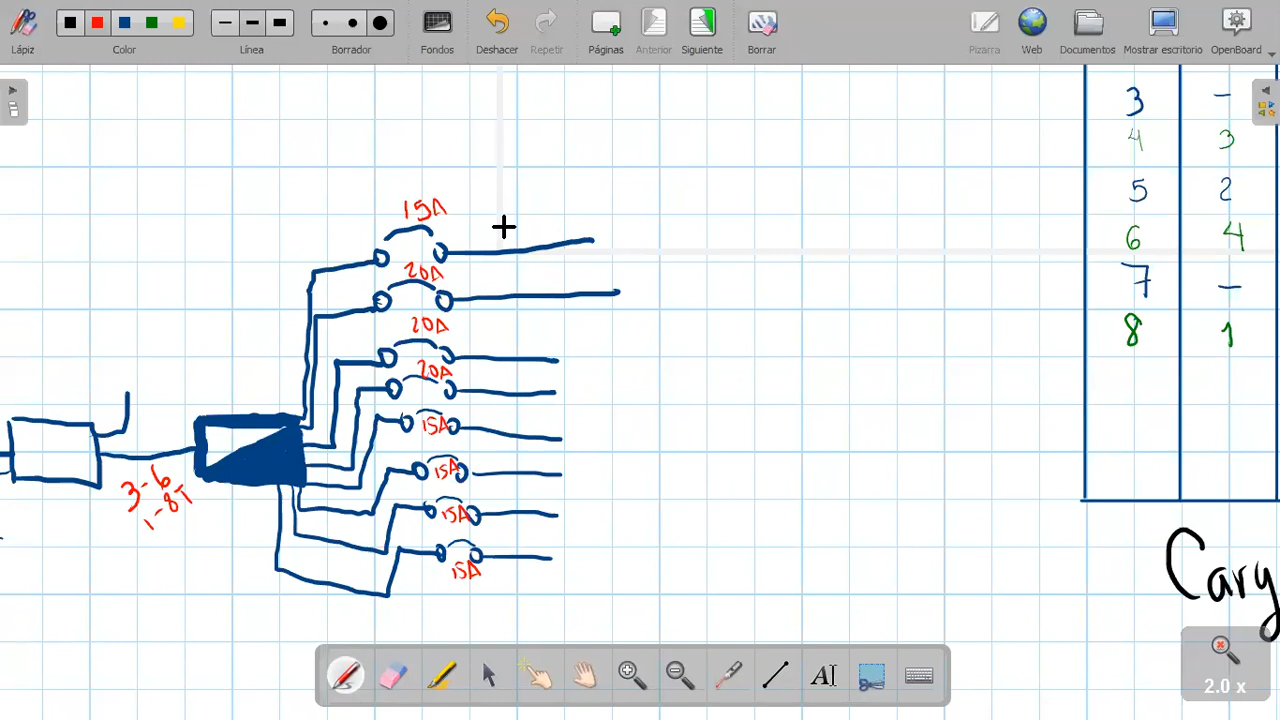 Lápiz
Color
Línea
Borrador
Fondos
Deshacer
Repetir
Páginas
Anterior
Siguiente
Borrar
Pizarra
Web
Documentos
Mostrar escritorio
OpenBoard
3 -
4 3
5 2
6 4
7 -
8 1
15A
20A
20A
20A
15A
15A
15A
15A
3-6
1-8T
Carg
AI
2.0 x